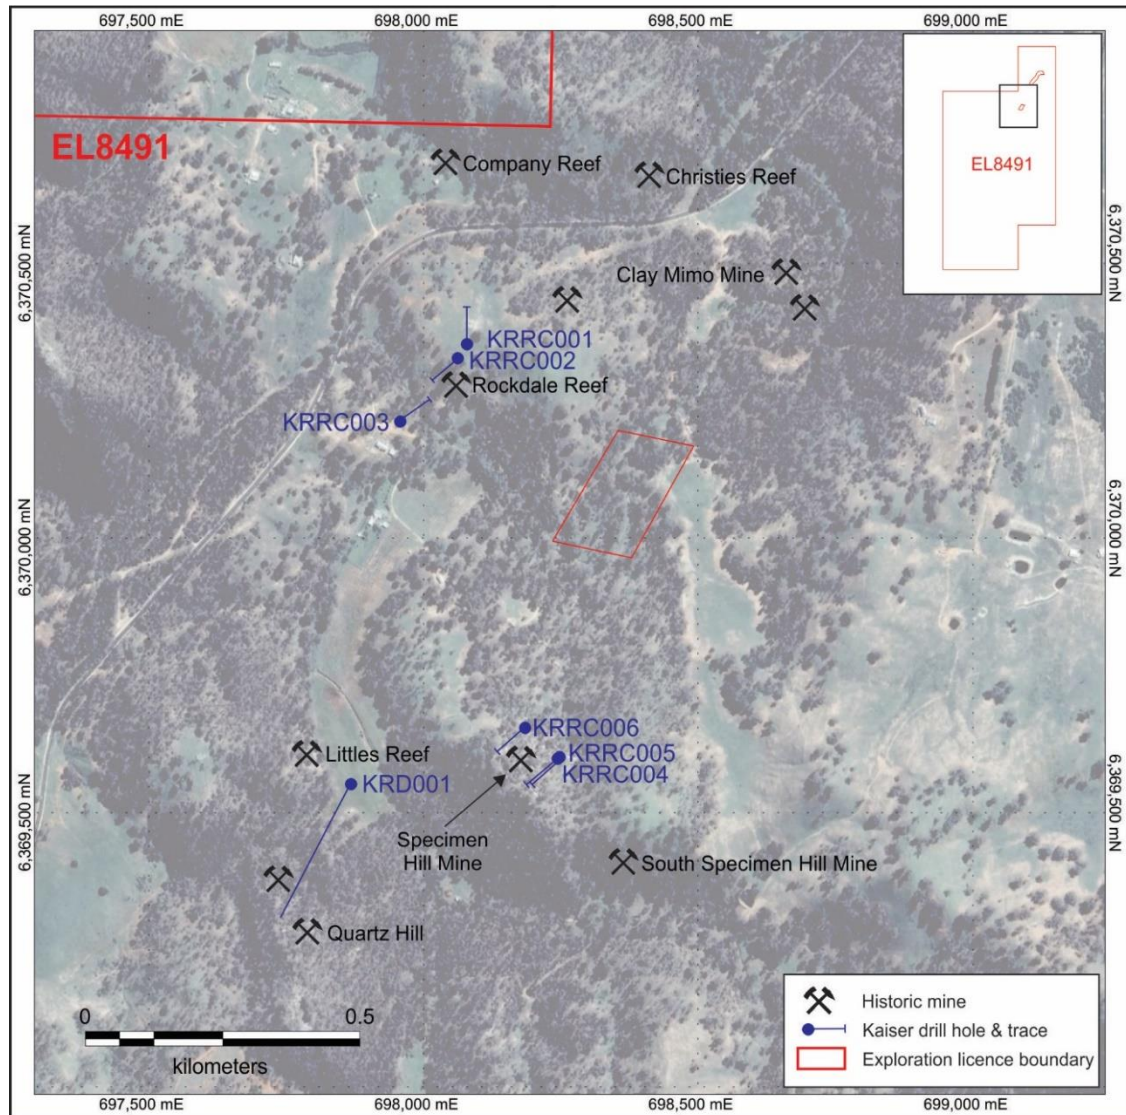 697,500 mE
698,000 mE
698,500 mE
699,000 mE
EL8491
EL8491
Company Reef
Christies Reef
6,370,500 mN
6,370,500 mN
Clay Mimo Mine
KRRC001
KRRC002
Rockdale Reef
KRRC003
6,370,000 mN
6,370,000 mN
KRRC006
KRRC005
KRRC004
Littles Reef
KRD001
6,369,500 mN
6,369,500 mN
Specimen
Hill Mine
South Specimen Hill Mine
Quartz Hill
0
0.5
kilometers
Historic mine
Kaiser drill hole & trace
Exploration licence boundary
697,500 mE
698,000 mE
698,500 mE
699,000 mE